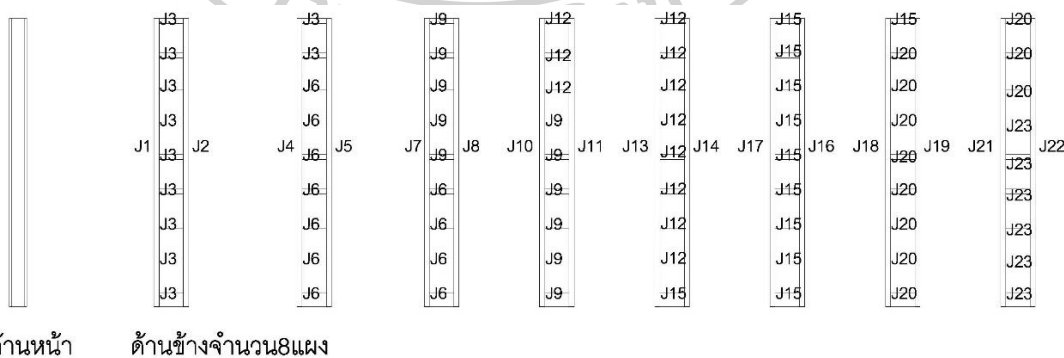 J3 J3 J9 J12 J12 J15 J15 J20
J3 J3 J9 J12 J12 J15 J20 J20
J3 J6 J9 J12 J12 J15 J20 J20
J3 J6 J9 J9 J12 J15 J20 J23
J1 J3 J2 J4 J6 J5 J7 J9 J8 J10 J9 J11 J13 J12 J14 J17 J15 J16 J18 J20 J19 J21 J23 J22
J3 J6 J6 J9 J12 J15 J20 J23
J3 J6 J6 J9 J12 J15 J20 J23
J3 J6 J6 J9 J12 J15 J20 J23
J3 J6 J6 J9 J15 J15 J20 J23
ด้านข้างจำนวน8แผง